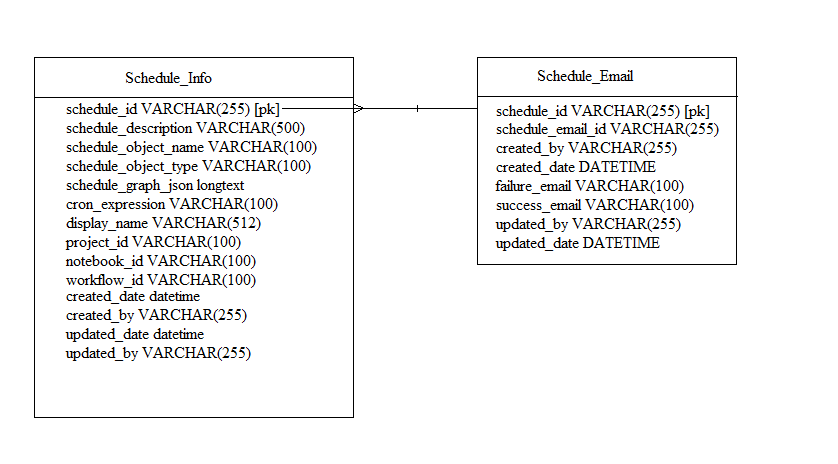 Schedule_Info
schedule_id VARCHAR(255) [pk]
schedule_description VARCHAR(500)
schedule_object_name VARCHAR(100)
schedule_object_type VARCHAR(100)
schedule_graph_json longtext
cron_expression VARCHAR(100)
display_name VARCHAR(512)
project_id VARCHAR(100)
notebook_id VARCHAR(100)
workflow_id VARCHAR(100)
created_date datetime
created_by VARCHAR(255)
updated_date datetime
updated_by VARCHAR(255)
Schedule_Email
schedule_id VARCHAR(255) [pk]
schedule_email_id VARCHAR(255)
created_by VARCHAR(255)
created_date DATETIME
failure_email VARCHAR(100)
success_email VARCHAR(100)
updated_by VARCHAR(255)
updated_date DATETIME